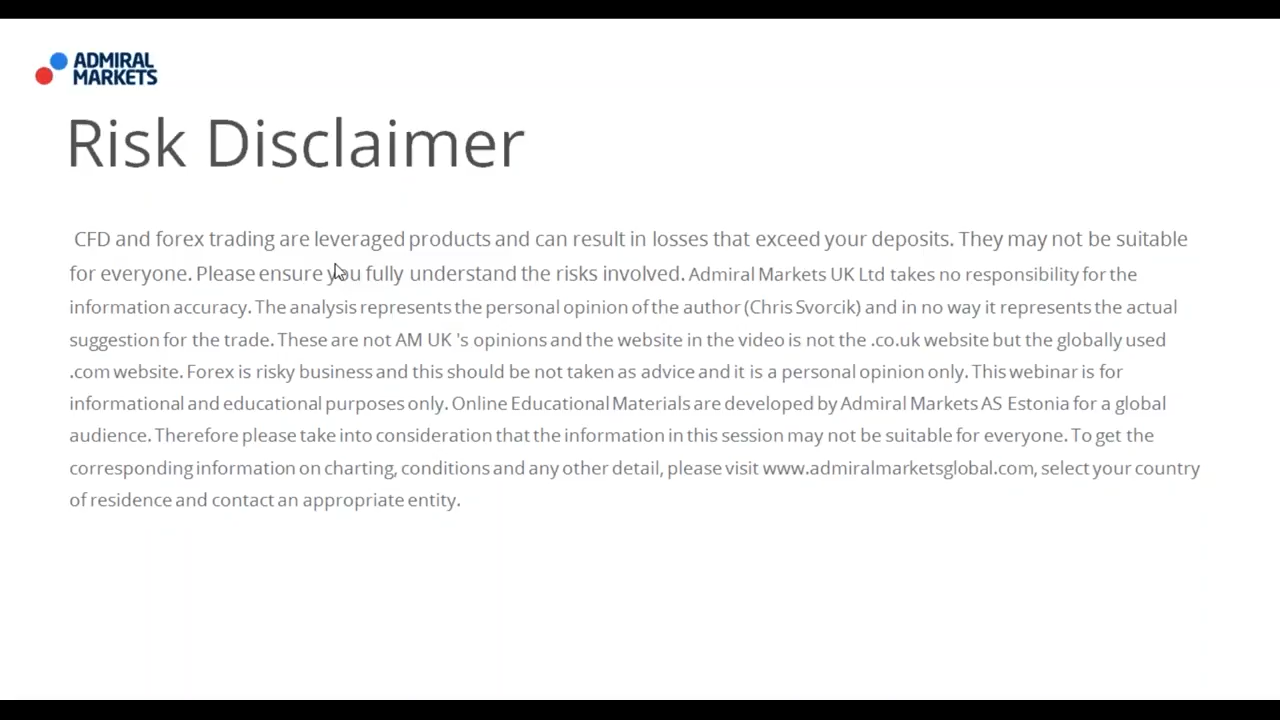 ADMIRAL
MARKETS
Risk Disclaimer
CFD and forex trading are leveraged products and can result in losses that exceed your deposits. They may not be suitable
for everyone. Please ensure you fully understand the risks involved. Admiral Markets UK Ltd takes no responsibility for the
information accuracy. The analysis represents the personal opinion of the author (Chris Svorcik) and in no way it represents the actual
suggestion for the trade. These are not AM UK 's opinions and the website in the video is not the .co.uk website but the globally used
.com website. Forex is risky business and this should be not taken as advice and it is a personal opinion only. This webinar is for
informational and educational purposes only. Online Educational Materials are developed by Admiral Markets AS Estonia for a global
audience. Therefore please take into consideration that the information in this session may not be suitable for everyone. To get the
corresponding information on charting, conditions and any other detail, please visit www.admiralmarketsglobal.com, select your country
of residence and contact an appropriate entity.